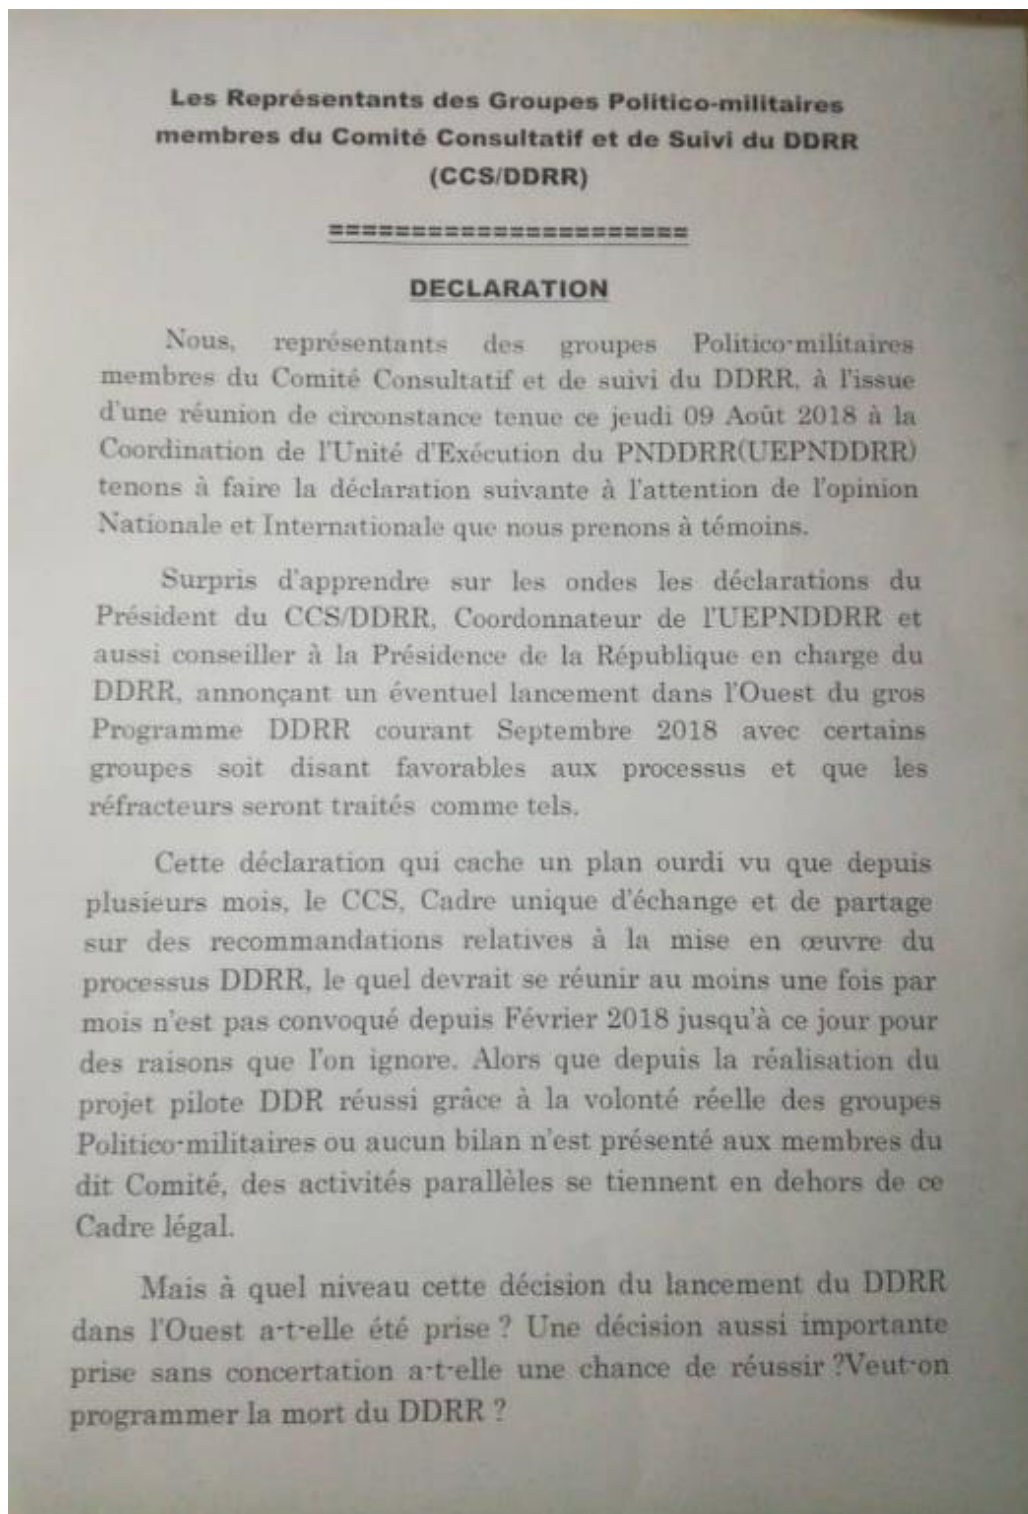 Les Représentants des Groupes Politico-militaires
membres du Comité Consultatif et de Suivi du DDRR
(CCS/DDRR)
======================
DECLARATION
Nous, représentants des groupes Politico-militaires
membres du Comité Consultatif et de suivi du DDRR, à l'issue
d'une réunion de circonstance tenue ce jeudi 09 Août 2018 à la
Coordination de l'Unité d'Exécution du PNDDRR(UEPNDDRR)
tenons à faire la déclaration suivante à l'attention de l'opinion
Nationale et Internationale que nous prenons à témoins.
Surpris d'apprendre sur les ondes les déclarations du
Président du CCS/DDRR, Coordonnateur de l'UEPNDDRR et
aussi conseiller à la Présidence de la République en charge du
DDRR, annonçant un éventuel lancement dans l'Ouest du gros
Programme DDRR courant Septembre 2018 avec certains
groupes soit disant favorables aux processus et que les
réfracteurs seront traités comme tels.
Cette déclaration qui cache un plan ourdi vu que depuis
plusieurs mois, le CCS, Cadre unique d'échange et de partage
sur des recommandations relatives à la mise en œuvre du
processus DDRR, le quel devrait se réunir au moins une fois par
mois n'est pas convoqué depuis Février 2018 jusqu'à ce jour pour
des raisons que l'on ignore. Alors que depuis la réalisation du
projet pilote DDR réussi grâce à la volonté réelle des groupes
Politico-militaires ou aucun bilan n'est présenté aux membres du
dit Comité, des activités parallèles se tiennent en dehors de ce
Cadre légal.
Mais à quel niveau cette décision du lancement du DDRR
dans l'Ouest a-t-elle été prise ? Une décision aussi importante
prise sans concertation a-t-elle une chance de réussir ?Veut-on
programmer la mort du DDRR ?